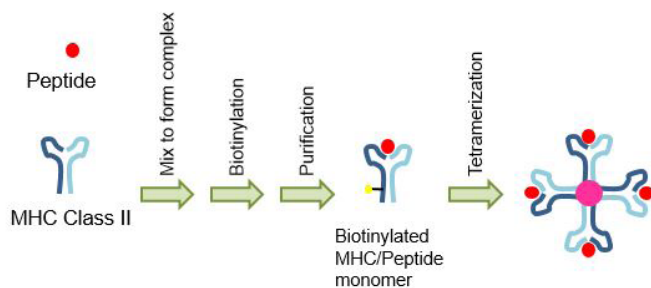 Peptide
MHC Class II
Mix to form complex
Biotinylation
Purification
Biotinylated
MHC/Peptide
monomer
Tetramerization